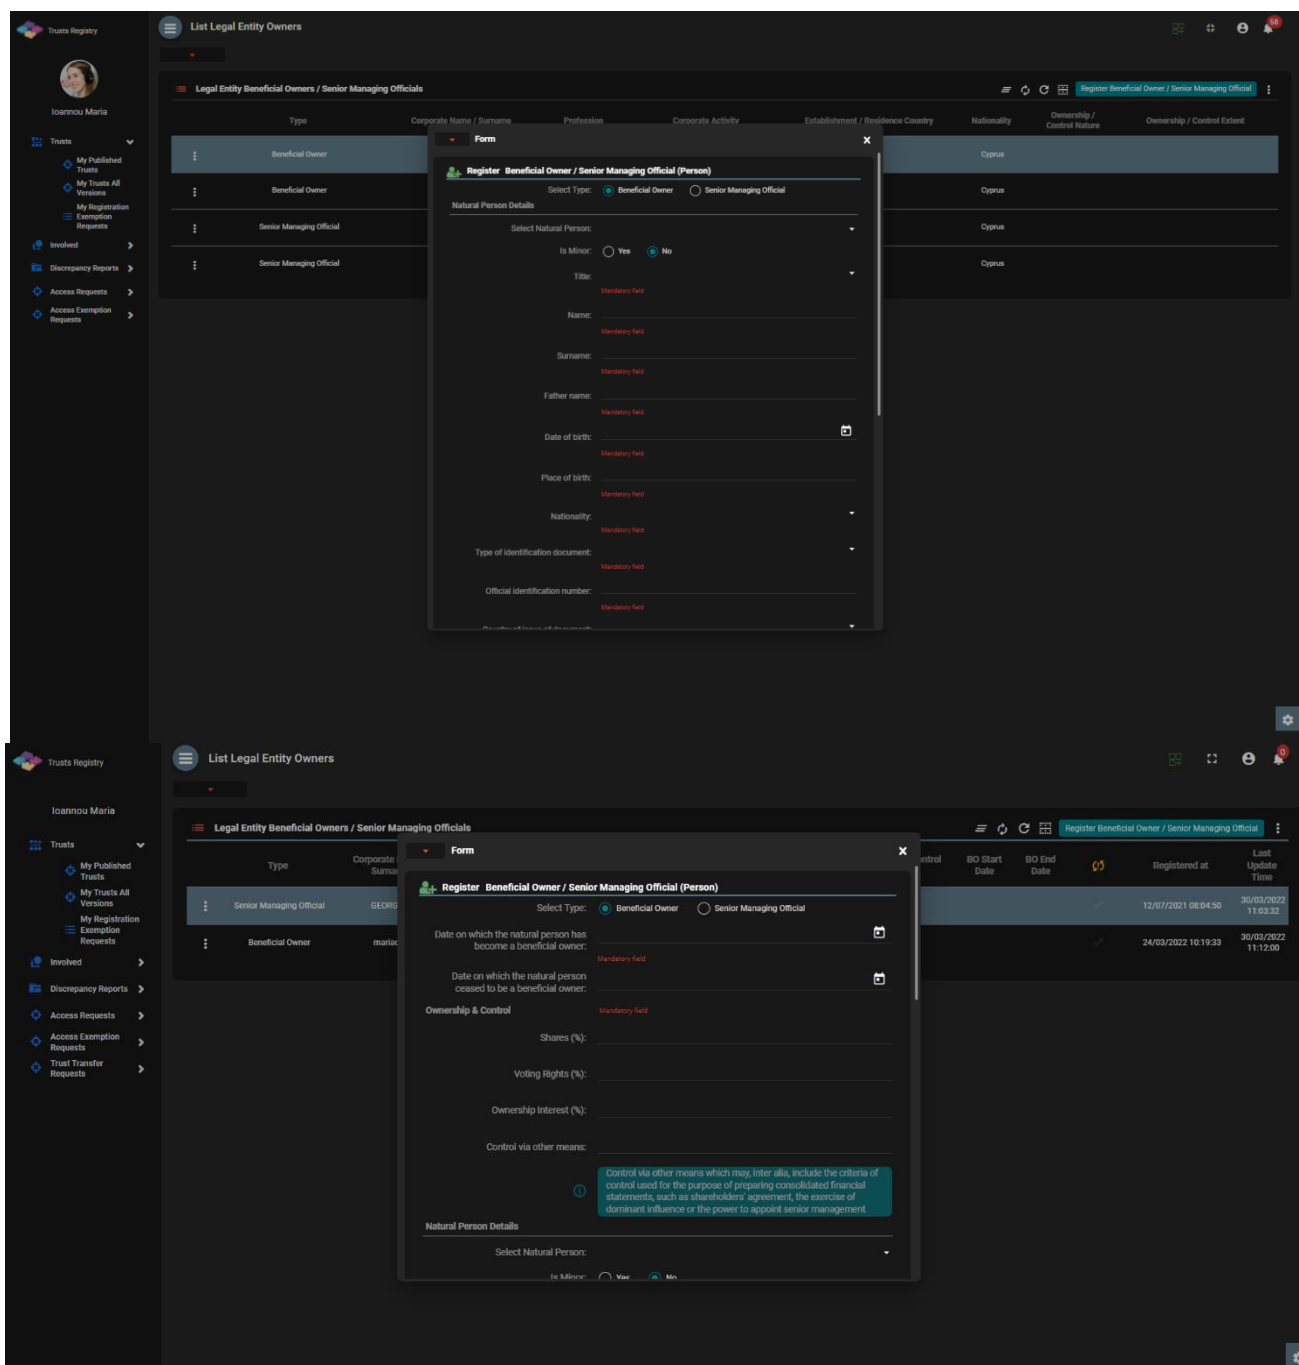 Trusts Registry
List Legal Entity Owners
58
Ioannou Maria
Trusts
My Published
Trusts
My Trusts All
Versions
My Registration
Exemption
Requests
Involved
Discrepancy Reports
Access Requests
Access Exemption
Requests
Legal Entity Beneficial Owners / Senior Managing Officials
Register Beneficial Owner / Senior Managing Official
Type
Corporate Name / Surname
Profession
Corporate Activity
Establishment / Residence Country
Nationality
Ownership /
Control Nature
Ownership / Control Extent
Beneficial Owner
Cyprus
Beneficial Owner
Cyprus
Senior Managing Official
Cyprus
Senior Managing Official
Cyprus
Form
x
Register Beneficial Owner / Senior Managing Official (Person)
Select Type: Beneficial Owner Senior Managing Official
Natural Person Details
Select Natural Person:
Is Minor: Yes No
Title:
Mandatory field
Name:
Mandatory field
Surname:
Mandatory field
Father name:
Mandatory field
Date of birth:
Mandatory field
Place of birth:
Mandatory field
Nationality:
Mandatory field
Type of identification document:
Mandatory field
Official identification number:
Mandatory field
Country of issue of document:
Trusts Registry
List Legal Entity Owners
0
Ioannou Maria
Trusts
My Published
Trusts
My Trusts All
Versions
My Registration
Exemption
Requests
Involved
Discrepancy Reports
Access Requests
Access Exemption
Requests
Trust Transfer
Requests
Legal Entity Beneficial Owners / Senior Managing Officials
Register Beneficial Owner / Senior Managing Official
Type
Corporate
Surna
ntrol
BO Start
Date
BO End
Date
Registered at
Last
Update
Time
Senior Managing Official
GEORG
12/07/2021 08:04:50
30/03/2022
11:03:32
Beneficial Owner
mariac
24/03/2022 10:19:33
30/03/2022
11:12:00
Form
x
Register Beneficial Owner / Senior Managing Official (Person)
Select Type: Beneficial Owner Senior Managing Official
Date on which the natural person has
become a beneficial owner:
Mandatory field
Date on which the natural person
ceased to be a beneficial owner:
Ownership & Control
Mandatory field
Shares (%):
Voting Rights (%):
Ownership Interest (%):
Control via other means:
Control via other means which may, inter alia, include the criteria of
control used for the purpose of preparing consolidated financial
statements, such as shareholders' agreement, the exercise of
dominant influence or the power to appoint senior management
Natural Person Details
Select Natural Person:
Is Minor: Yes No